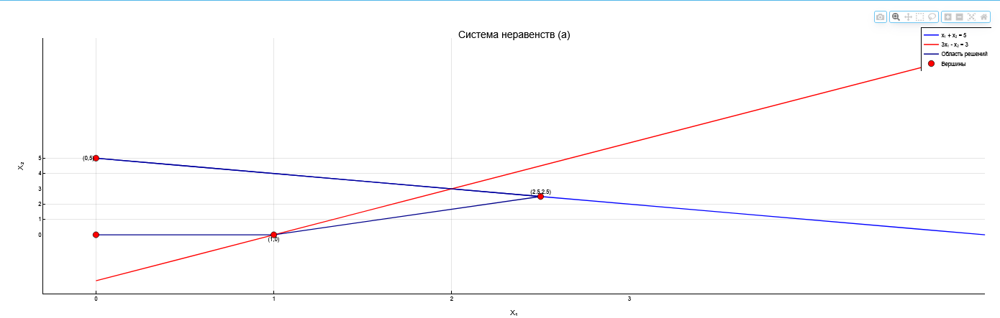 Система неравенств (а)
x₁ + x₂ = 5
3x₁ - x₂ = 3
Область решений
Вершины
X₂
5
4
3
2
1
0
(0,5)
(2.5,2.5)
(1,0)
0
1
2
3
X₁